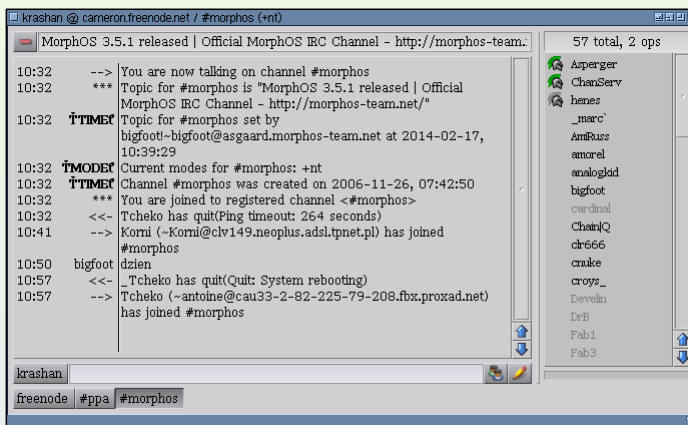 krashan @ cameron.freenode.net / #morphos (+nt)
MorphOS 3.5.1 released | Official MorphOS IRC Channel - http://morphos-team.:
57 total, 2 ops
10:32 --> You are now talking on channel #morphos
10:32 *** Topic for #morphos is "MorphOS 3.5.1 released | Official
MorphOS IRC Channel - http://morphos-team.net/"
10:32 ŤTIMEť Topic for #morphos set by
bigfoot!~bigfoot@asgaard.morphos-team.net at 2014-02-17,
10:39:29
10:32 ŤMODEť Current modes for #morphos: +nt
10:32 ŤTIMEť Channel #morphos was created on 2006-11-26, 07:42:50
10:32 *** You are joined to registered channel <#morphos>
10:32 <<- Tcheko has quit(Ping timeout: 264 seconds)
10:41 --> Korni (~Korni@clv149.neoplus.adsl.tpnet.pl) has joined
#morphos
10:50 bigfoot dzien
10:57 <<- _Tcheko has quit(Quit: System rebooting)
10:57 --> Tcheko (~antoine@cau33-2-82-225-79-208.fbx.proxad.net)
has joined #morphos
Asperger
ChanServ
henes
_marc`
AmiRuss
amorel
analogkid
bigfoot
cardinal
Chain|Q
clr666
cnuke
croys_
Develin
DrB
Fab1
Fab3
krashan
freenode #ppa #morphos